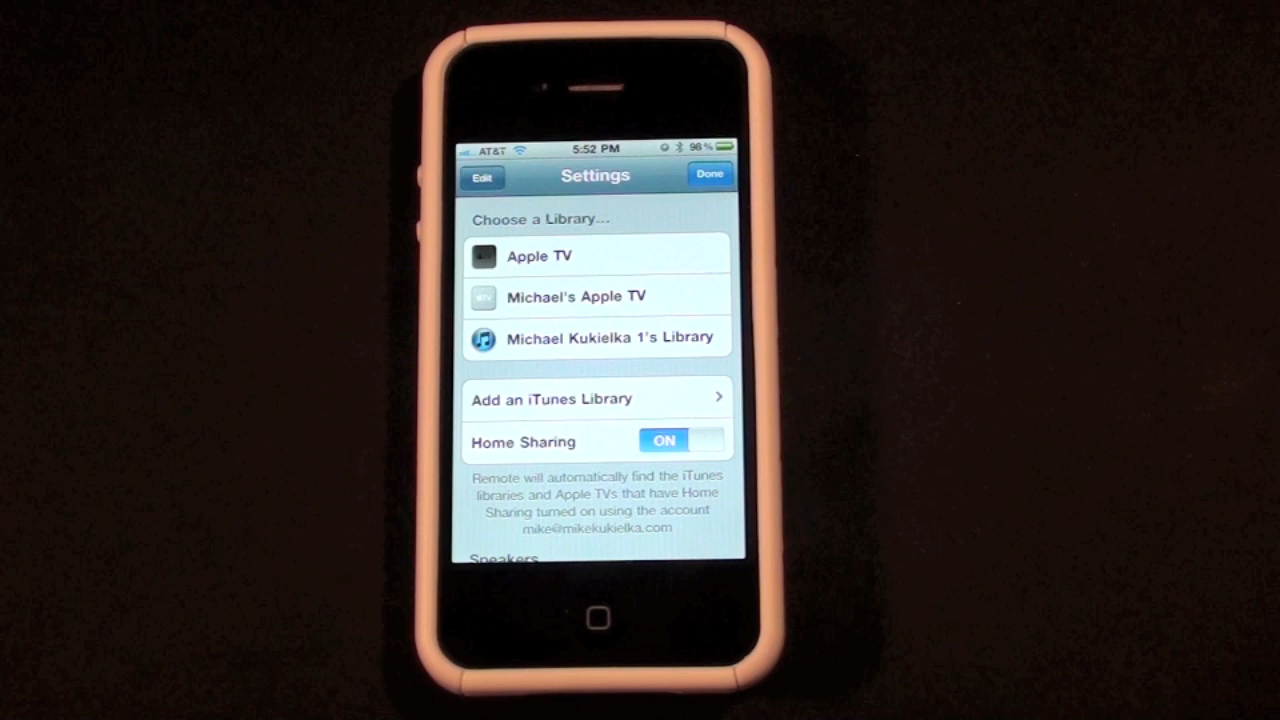 AT&T 5:52 PM 98%
Edit Settings Done
Choose a Library...
Apple TV
Michael's Apple TV
Michael Kukielka 1's Library
Add an iTunes Library
Home Sharing ON
Remote will automatically find the iTunes
libraries and Apple TVs that have Home
Sharing turned on using the account
mike@mikekukielka.com
Speakers